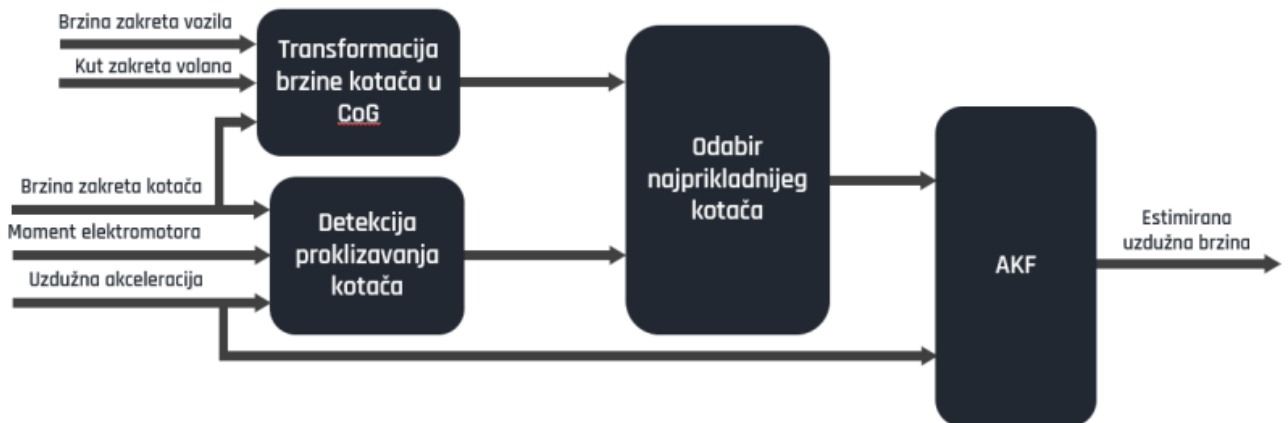 Brzina zakreta vozila
Kut zakreta volana
Transformacija
brzine kotača u
CoG
Brzina zakreta kotača
Moment elektromotora
Uzdužna akceleracija
Detekcija
proklizavanja
kotača
Odabir
najprikladnijeg
kotača
AKF
Estimirana
uzdužna brzina